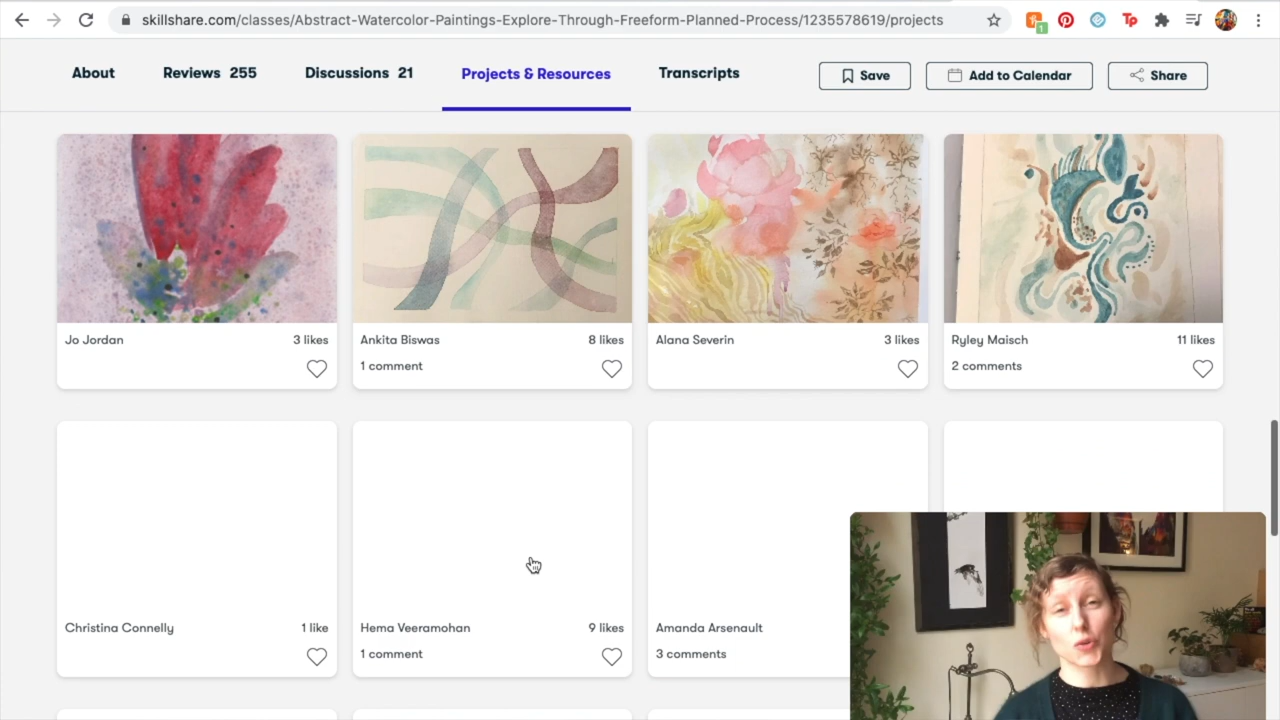 skillshare.com/classes/Abstract-Watercolor-Paintings-Explore-Through-Freeform-Planned-Process/1235578619/projects
1
TP
About Reviews 255 Discussions 21 Projects & Resources Transcripts Save Add to Calendar Share
Jo Jordan 3 likes
Ankita Biswas 8 likes
1 comment
Alana Severin 3 likes
Ryley Maisch 11 likes
2 comments
Christina Connelly 1 like
Hema Veeramohan 9 likes
1 comment
Amanda Arsenault
3 comments